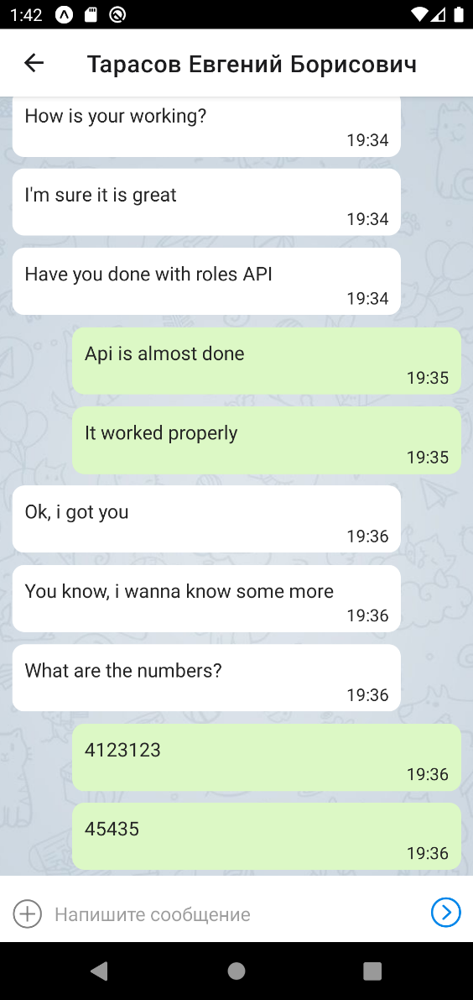 1:42
Тарасов Евгений Борисович
How is your working?
19:34
I'm sure it is great
19:34
Have you done with roles API
19:34
Api is almost done
19:35
It worked properly
19:35
Ok, i got you
19:36
You know, i wanna know some more
19:36
What are the numbers?
19:36
4123123
19:36
45435
19:36
Напишите сообщение